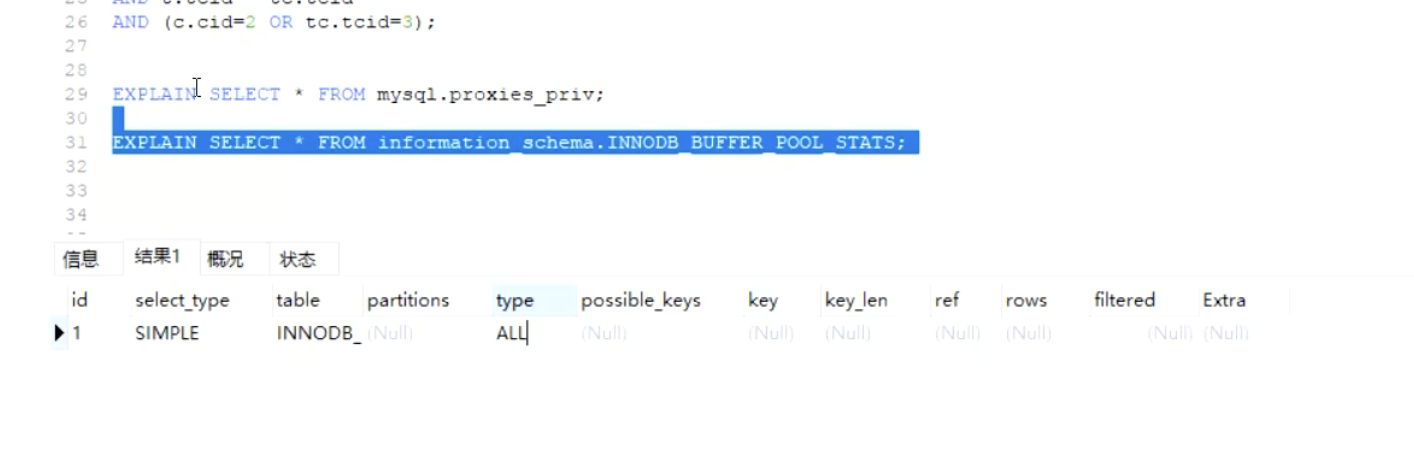 26 AND (c.cid=2 OR tc.tcid=3);
27
28
29 EXPLAIN SELECT * FROM mysql.proxies_priv;
30
31 EXPLAIN SELECT * FROM information_schema.INNODB_BUFFER_POOL_STATS;
32
33
34
信息 结果1 概况 状态
id select_type table partitions type possible_keys key key_len ref rows filtered Extra
1 SIMPLE INNODB_ (Null) ALL (Null) (Null) (Null) (Null) (Null) (Null) (Null)